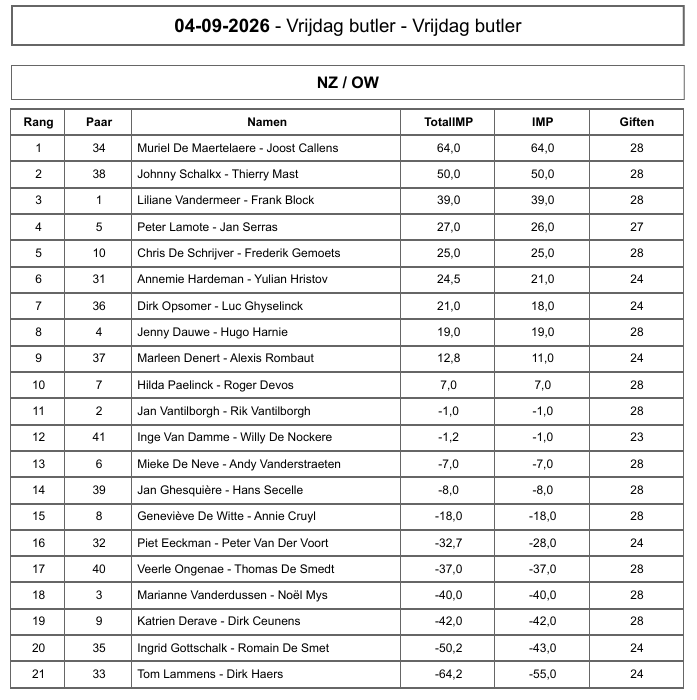 04-09-2026 - Vrijdag butler - Vrijdag butler
NZ / OW
Rang Paar Namen TotalIMP IMP Giften
1 34 Muriel De Maertelaere - Joost Callens 64,0 64,0 28
2 38 Johnny Schalkx - Thierry Mast 50,0 50,0 28
3 1 Liliane Vandermeer - Frank Block 39,0 39,0 28
4 5 Peter Lamote - Jan Serras 27,0 26,0 27
5 10 Chris De Schrijver - Frederik Gemoets 25,0 25,0 28
6 31 Annemie Hardeman - Yulian Hristov 24,5 21,0 24
7 36 Dirk Opsomer - Luc Ghyselinck 21,0 18,0 24
8 4 Jenny Dauwe - Hugo Harnie 19,0 19,0 28
9 37 Marleen Denert - Alexis Rombaut 12,8 11,0 24
10 7 Hilda Paelinck - Roger Devos 7,0 7,0 28
11 2 Jan Vantilborgh - Rik Vantilborgh -1,0 -1,0 28
12 41 Inge Van Damme - Willy De Nockere -1,2 -1,0 23
13 6 Mieke De Neve - Andy Vanderstraeten -7,0 -7,0 28
14 39 Jan Ghesquière - Hans Secelle -8,0 -8,0 28
15 8 Geneviève De Witte - Annie Cruyl -18,0 -18,0 28
16 32 Piet Eeckman - Peter Van Der Voort -32,7 -28,0 24
17 40 Veerle Ongenae - Thomas De Smedt -37,0 -37,0 28
18 3 Marianne Vanderdussen - Noël Mys -40,0 -40,0 28
19 9 Katrien Derave - Dirk Ceunens -42,0 -42,0 28
20 35 Ingrid Gottschalk - Romain De Smet -50,2 -43,0 24
21 33 Tom Lammens - Dirk Haers -64,2 -55,0 24